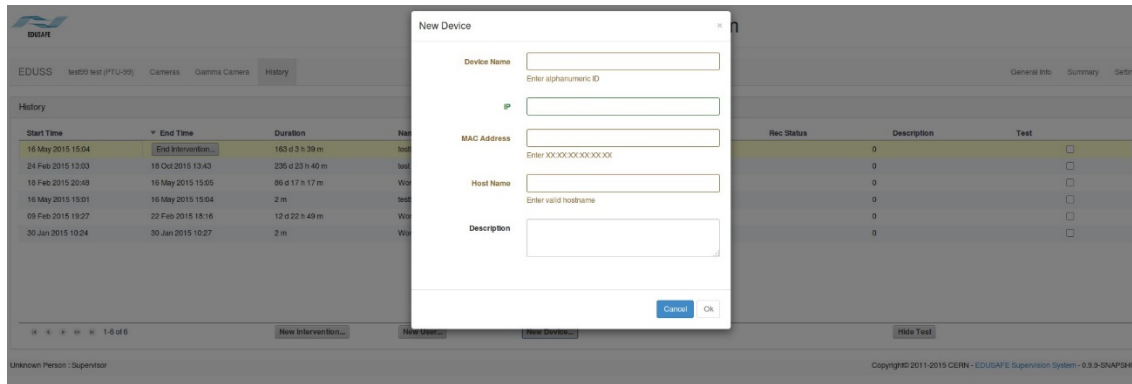 EDUSAFE
n
EDUSS test99 test (PTU-99) Cameras Gamma Camera History General Info Summary
History
Start Time ▼ End Time Duration Rec Status Description Test
16 May 2015 15:04 End Intervention... 163 d 3 h 39 m 0
24 Feb 2015 13:03 18 Oct 2015 13:43 235 d 23 h 40 m 0
18 Feb 2015 20:48 16 May 2015 15:05 86 d 17 h 17 m 0
16 May 2015 15:01 16 May 2015 15:04 2 m 0
09 Feb 2015 19:27 22 Feb 2015 18:16 12 d 22 h 49 m 0
30 Jan 2015 10:24 30 Jan 2015 10:27 2 m 0
1-6 of 6 New Intervention... New User... New Device... Hide Test
Unknown Person : Supervisor Copyright© 2011-2015 CERN - EDUSAFE Supervision System - 0.9.9-SNAPSH
New Device ×
Device Name
Enter alphanumeric ID
IP
MAC Address
Enter XX:XX:XX:XX:XX:XX
Host Name
Enter valid hostname
Description
Cancel Ok